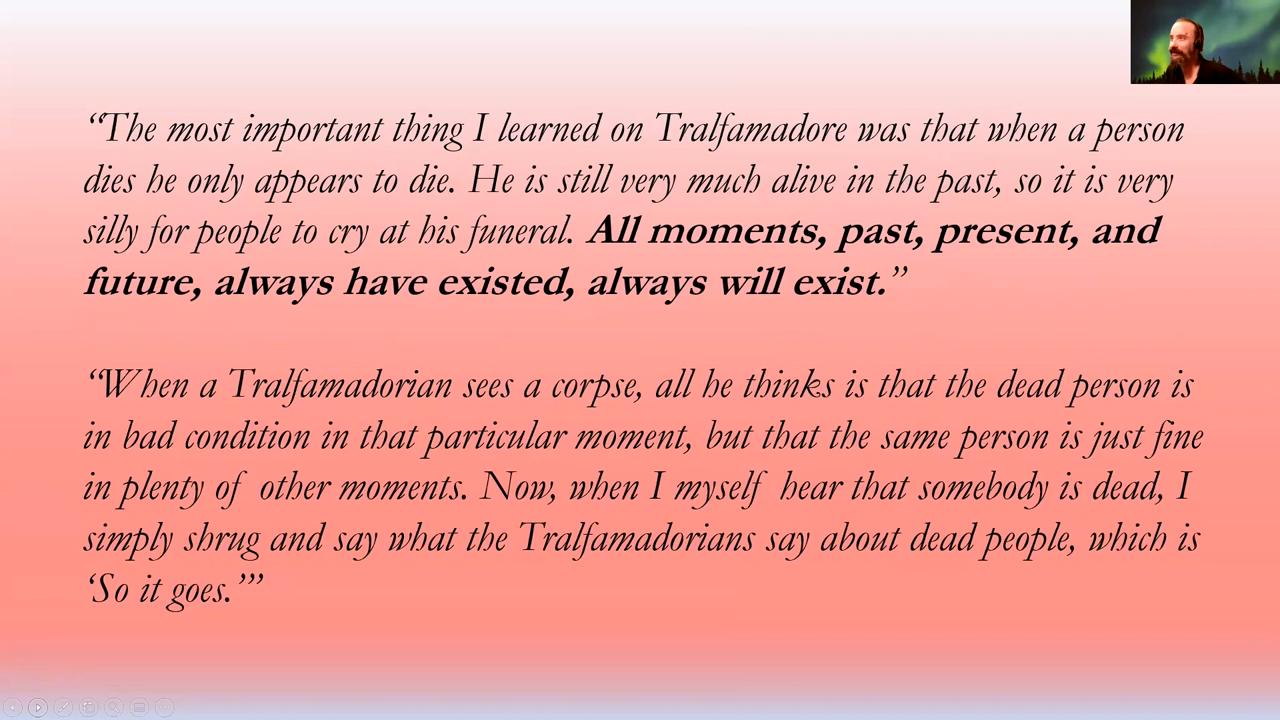 “The most important thing I learned on Tralfamadore was that when a person
dies he only appears to die. He is still very much alive in the past, so it is very
silly for people to cry at his funeral. All moments, past, present, and
future, always have existed, always will exist.”
“When a Tralfamadorian sees a corpse, all he thinks is that the dead person is
in bad condition in that particular moment, but that the same person is just fine
in plenty of other moments. Now, when I myself hear that somebody is dead, I
simply shrug and say what the Tralfamadorians say about dead people, which is
‘So it goes.’”